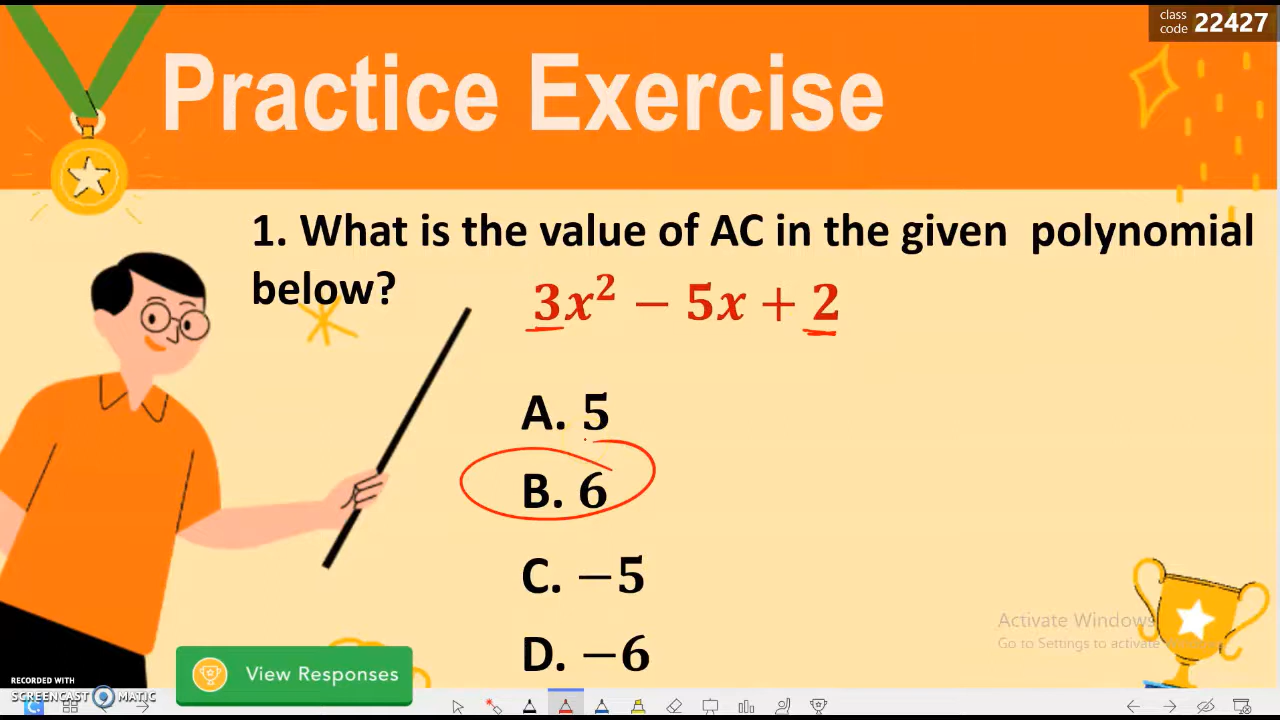 class
code 22427
Practice Exercise
1. What is the value of AC in the given polynomial
below?
3x² − 5x + 2
A. 5
B. 6
C. −5
D. −6
Activate Windows
Go to Settings to activate Windows.
View Responses
RECORDED WITH
SCREENCAST MATIC